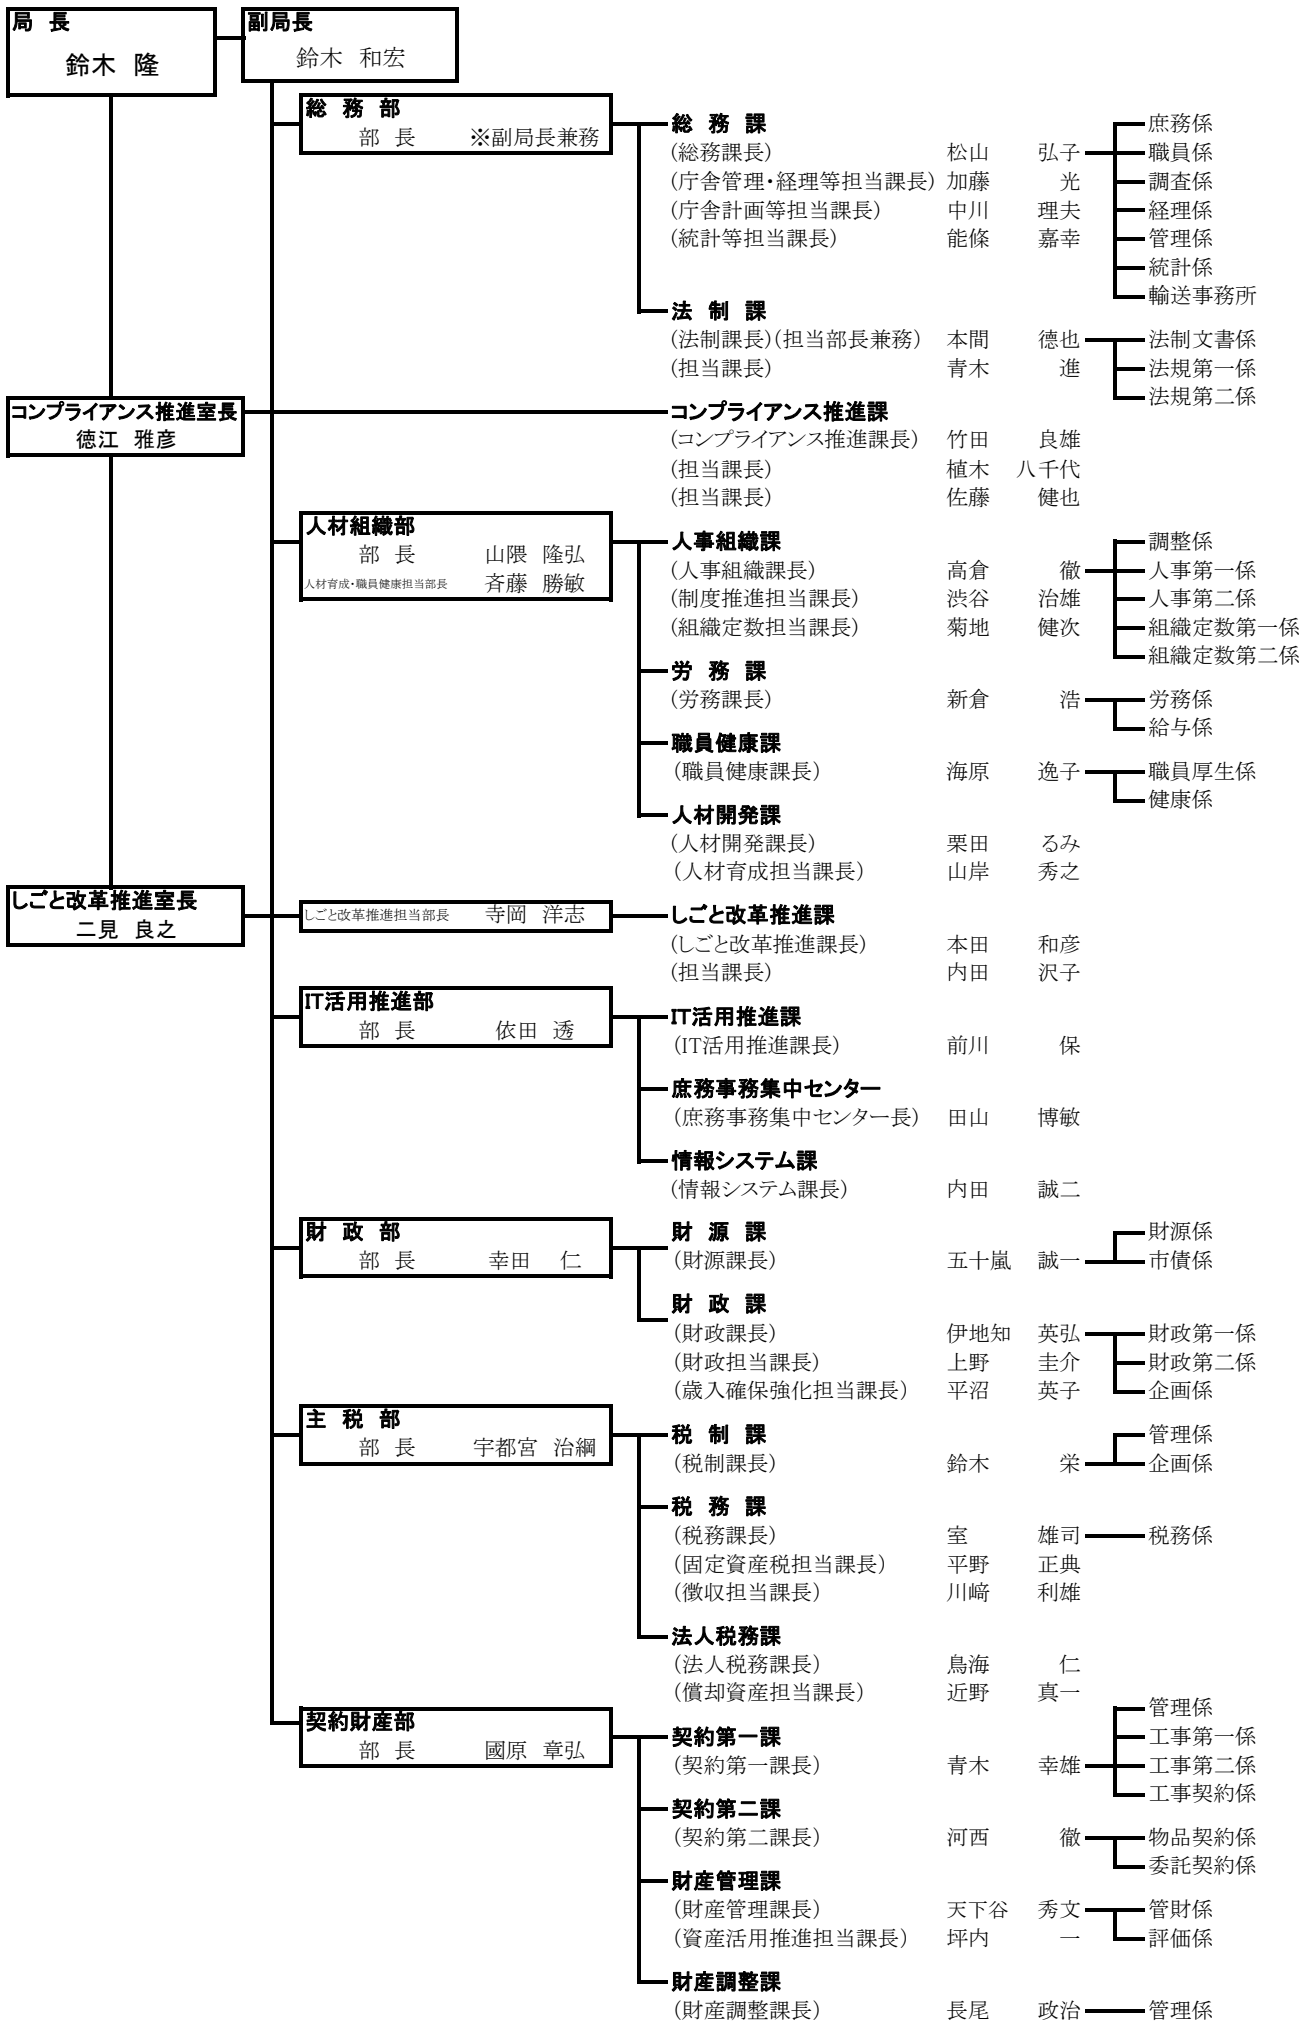 局　長
鈴木　隆
副局長
鈴木　和宏
総　務　部
部　長　※副局長兼務
総　務　課
(総務課長)　松山　弘子
(庁舎管理・経理等担当課長)　加藤　光
(庁舎計画等担当課長)　中川　理夫
(統計等担当課長)　能條　嘉幸
庶務係
職員係
調査係
経理係
管理係
統計係
輸送事務所
法　制　課
(法制課長)(担当部長兼務)　本間　徳也
(担当課長)　青木　進
法制文書係
法規第一係
法規第二係
コンプライアンス推進室長
徳江　雅彦
コンプライアンス推進課
(コンプライアンス推進課長)　竹田　良雄
(担当課長)　植木　八千代
(担当課長)　佐藤　健也
人材組織部
部　長　山隈　隆弘
人材育成・職員健康担当部長　斉藤　勝敏
人事組織課
(人事組織課長)　高倉　徹
(制度推進担当課長)　渋谷　治雄
(組織定数担当課長)　菊地　健次
調整係
人事第一係
人事第二係
組織定数第一係
組織定数第二係
労　務　課
(労務課長)　新倉　浩
労務係
給与係
職員健康課
(職員健康課長)　海原　逸子
職員厚生係
健康係
人材開発課
(人材開発課長)　栗田　るみ
(人材育成担当課長)　山岸　秀之
しごと改革推進室長
二見　良之
しごと改革推進担当部長　寺岡　洋志
しごと改革推進課
(しごと改革推進課長)　本田　和彦
(担当課長)　内田　沢子
IT活用推進部
部　長　依田　透
IT活用推進課
(IT活用推進課長)　前川　保
庶務事務集中センター
(庶務事務集中センター長)　田山　博敏
情報システム課
(情報システム課長)　内田　誠二
財　政　部
部　長　幸田　仁
財　源　課
(財源課長)　五十嵐　誠一
財源係
市債係
財　政　課
(財政課長)　伊地知　英弘
(財政担当課長)　上野　圭介
(歳入確保強化担当課長)　平沼　英子
財政第一係
財政第二係
企画係
主　税　部
部　長　宇都宮　治綱
税　制　課
(税制課長)　鈴木　栄
管理係
企画係
税　務　課
(税務課長)　室　雄司
(固定資産税担当課長)　平野　正典
(徴収担当課長)　川﨑　利雄
税務係
法人税務課
(法人税務課長)　鳥海　仁
(償却資産担当課長)　近野　真一
契約財産部
部　長　國原　章弘
契約第一課
(契約第一課長)　青木　幸雄
管理係
工事第一係
工事第二係
工事契約係
契約第二課
(契約第二課長)　河西　徹
物品契約係
委託契約係
財産管理課
(財産管理課長)　天下谷　秀文
(資産活用推進担当課長)　坪内　一
管財係
評価係
財産調整課
(財産調整課長)　長尾　政治
管理係